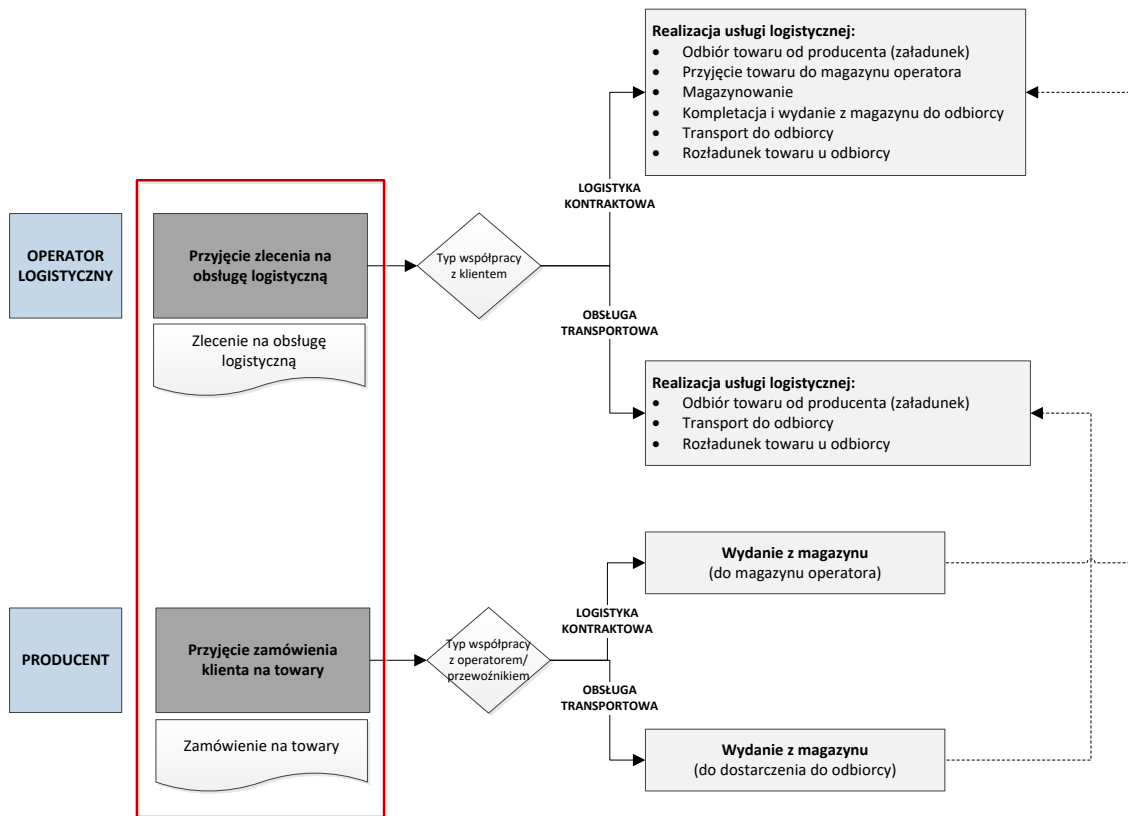 Realizacja usługi logistycznej:
• Odbiór towaru od producenta (załadunek)
• Przyjęcie towaru do magazynu operatora
• Magazynowanie
• Kompletacja i wydanie z magazynu do odbiorcy
• Transport do odbiorcy
• Rozładunek towaru u odbiorcy
LOGISTYKA
KONTRAKTOWA
OPERATOR
LOGISTYCZNY
Przyjęcie zlecenia na
obsługę logistyczną
Typ współpracy
z klientem
Zlecenie na obsługę
logistyczną
OBSŁUGA
TRANSPORTOWA
Realizacja usługi logistycznej:
• Odbiór towaru od producenta (załadunek)
• Transport do odbiorcy
• Rozładunek towaru u odbiorcy
Wydanie z magazynu
(do magazynu operatora)
LOGISTYKA
KONTRAKTOWA
PRODUCENT
Przyjęcie zamówienia
klienta na towary
Typ współpracy
z operatorem/
przewoźnikiem
OBSŁUGA
TRANSPORTOWA
Zamówienie na towary
Wydanie z magazynu
(do dostarczenia do odbiorcy)